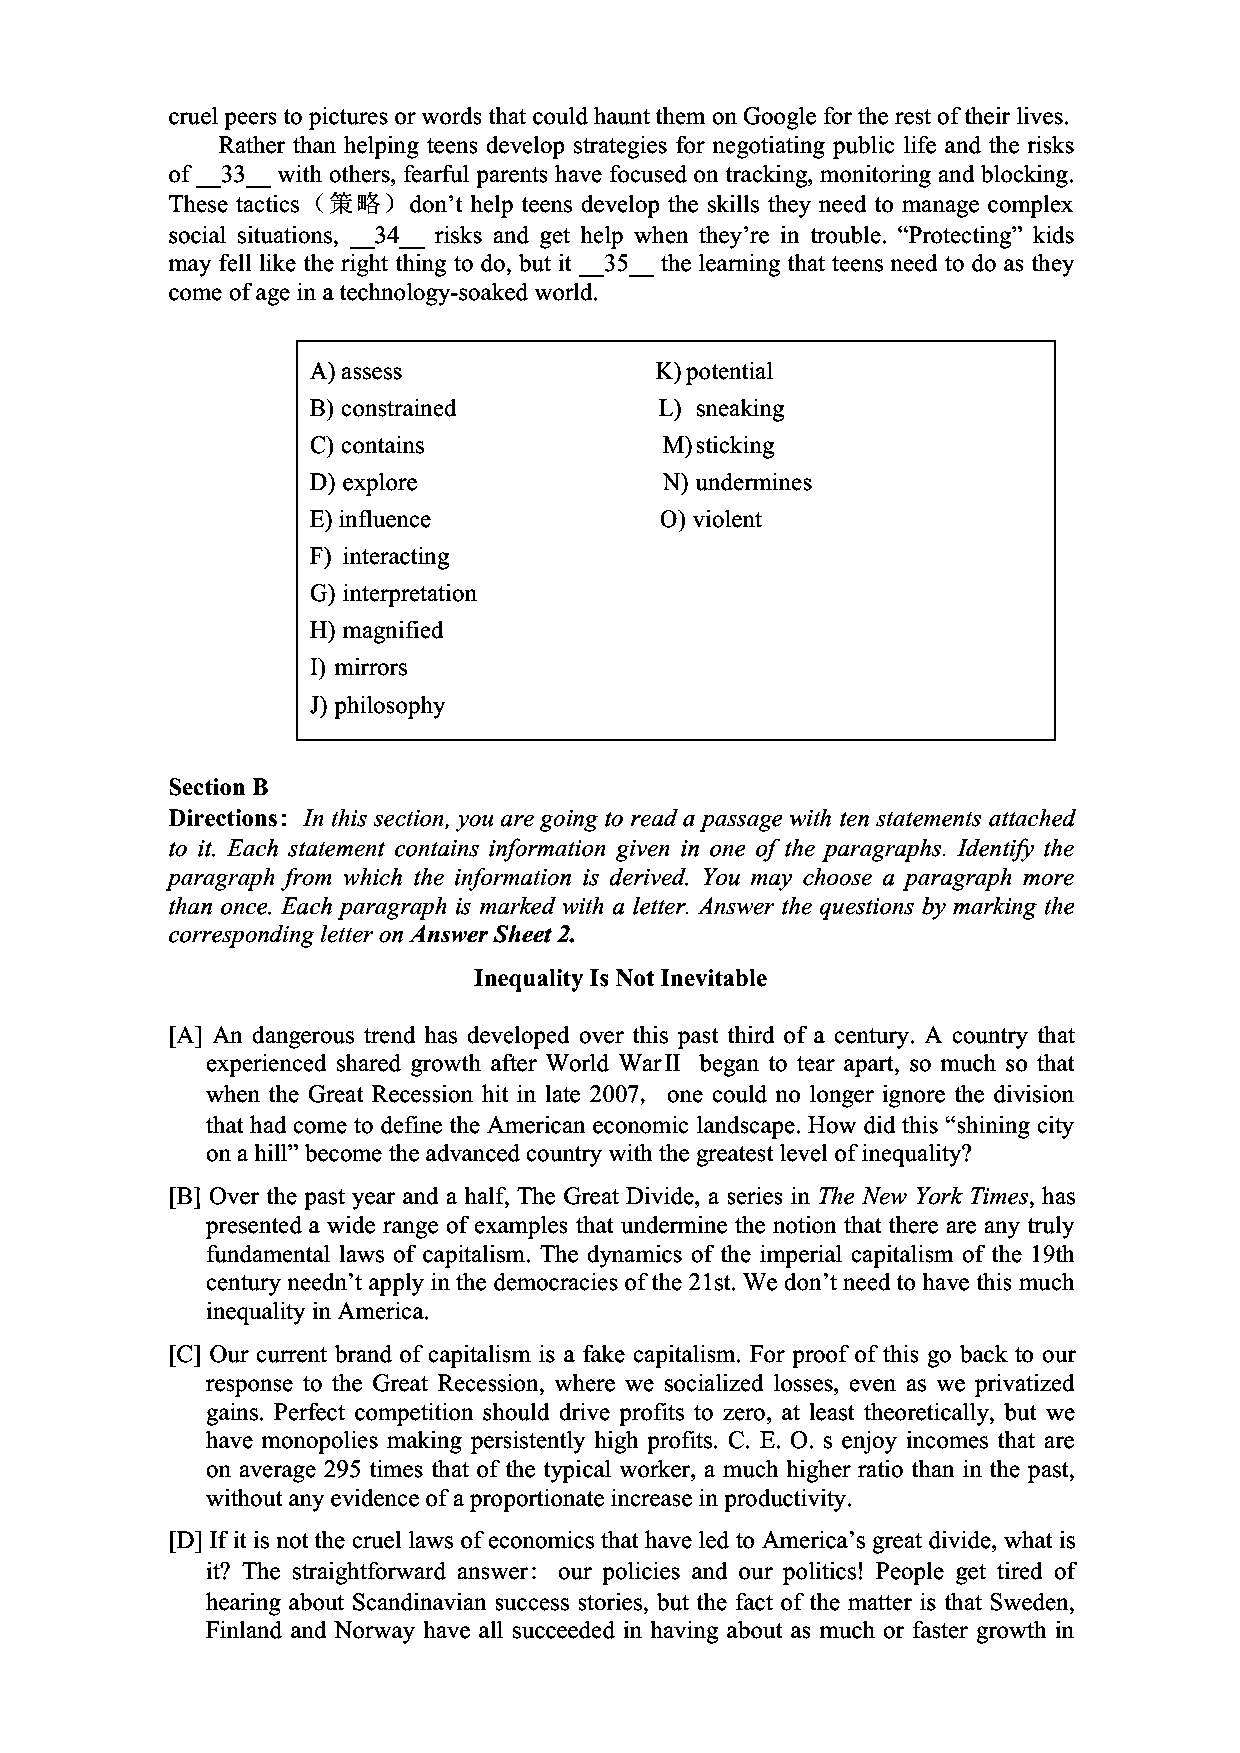 cruel peers to pictures or words that could haunt them on Google for the rest of their lives.
Rather than helping teens develop strategies for negotiating public life and the risks
of __33__ with others, fearful parents have focused on tracking, monitoring and blocking.
These tactics（策略）don’t help teens develop the skills they need to manage complex
social situations, __34__ risks and get help when they’re in trouble. “Protecting” kids
may fell like the right thing to do, but it __35__ the learning that teens need to do as they
come of age in a technology-soaked world.
A) assess K) potential
B) constrained L) sneaking
C) contains M) sticking
D) explore N) undermines
E) influence O) violent
F) interacting
G) interpretation
H) magnified
I) mirrors
J) philosophy
Section B
Directions: In this section, you are going to read a passage with ten statements attached
to it. Each statement contains information given in one of the paragraphs. Identify the
paragraph from which the information is derived. You may choose a paragraph more
than once. Each paragraph is marked with a letter. Answer the questions by marking the
corresponding letter on Answer Sheet 2.
Inequality Is Not Inevitable
[A] An dangerous trend has developed over this past third of a century. A country that
experienced shared growth after World WarII began to tear apart, so much so that
when the Great Recession hit in late 2007, one could no longer ignore the division
that had come to define the American economic landscape. How did this “shining city
on a hill” become the advanced country with the greatest level of inequality?
[B] Over the past year and a half, The Great Divide, a series in The New York Times, has
presented a wide range of examples that undermine the notion that there are any truly
fundamental laws of capitalism. The dynamics of the imperial capitalism of the 19th
century needn’t apply in the democracies of the 21st. We don’t need to have this much
inequality in America.
[C] Our current brand of capitalism is a fake capitalism. For proof of this go back to our
response to the Great Recession, where we socialized losses, even as we privatized
gains. Perfect competition should drive profits to zero, at least theoretically, but we
have monopolies making persistently high profits. C. E. O. s enjoy incomes that are
on average 295 times that of the typical worker, a much higher ratio than in the past,
without any evidence of a proportionate increase in productivity.
[D] If it is not the cruel laws of economics that have led to America’s great divide, what is
it? The straightforward answer: our policies and our politics! People get tired of
hearing about Scandinavian success stories, but the fact of the matter is that Sweden,
Finland and Norway have all succeeded in having about as much or faster growth in